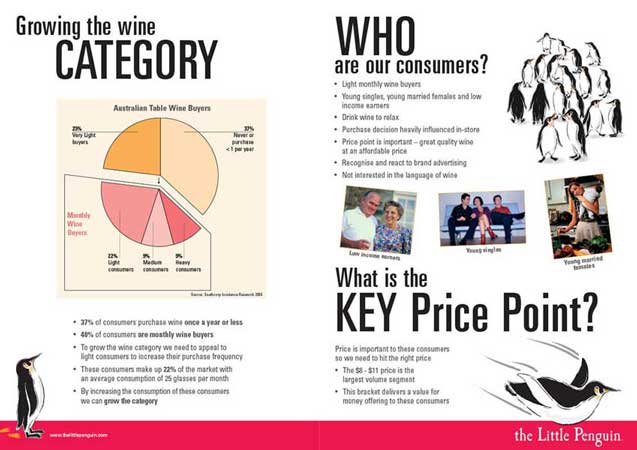 Growing the wine
CATEGORY
Australian Table Wine Buyers
23%
Very Light
buyers
37%
Never or
purchase
< 1 per year
Monthly
Wine
Buyers
22%
Light
consumers
9%
Medium
consumers
9%
Heavy
consumers
Source: Southcorp Incidence Research 2004
• 37% of consumers purchase wine once a year or less
• 40% of consumers are monthly wine buyers
• To grow the wine category we need to appeal to
light consumers to increase their purchase frequency
• These consumers make up 22% of the market with
an average consumption of 25 glasses per month
• By increasing the consumption of these consumers
we can grow the category
www.thelittlepenguin.com
WHO
are our consumers?
• Light monthly wine buyers
• Young singles, young married females and low
income earners
• Drink wine to relax
• Purchase decision heavily influenced in-store
• Price point is important – great quality wine
at an affordable price
• Recognise and react to brand advertising
• Not interested in the language of wine
Low income earners
Young singles
Young married
females
What is the
KEY Price Point?
Price is important to these consumers
so we need to hit the right price
• The $8 - $11 price is the
largest volume segment
• This bracket delivers a value for
money offering to these consumers
the Little Penguin